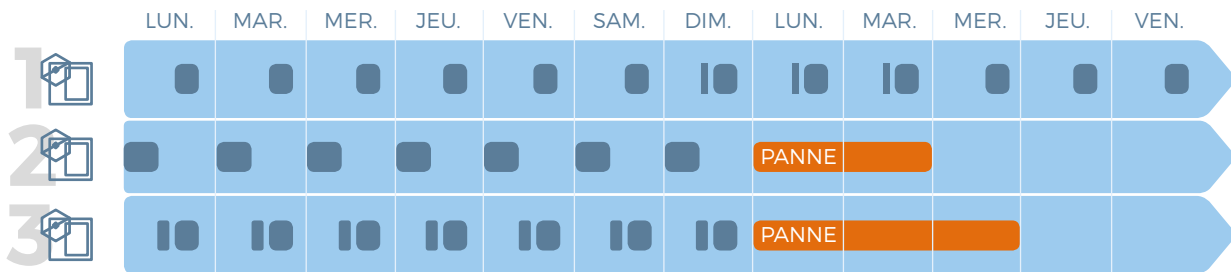 LUN. MAR. MER. JEU. VEN. SAM. DIM. LUN. MAR. MER. JEU. VEN.
1
2 PANNE
3 PANNE